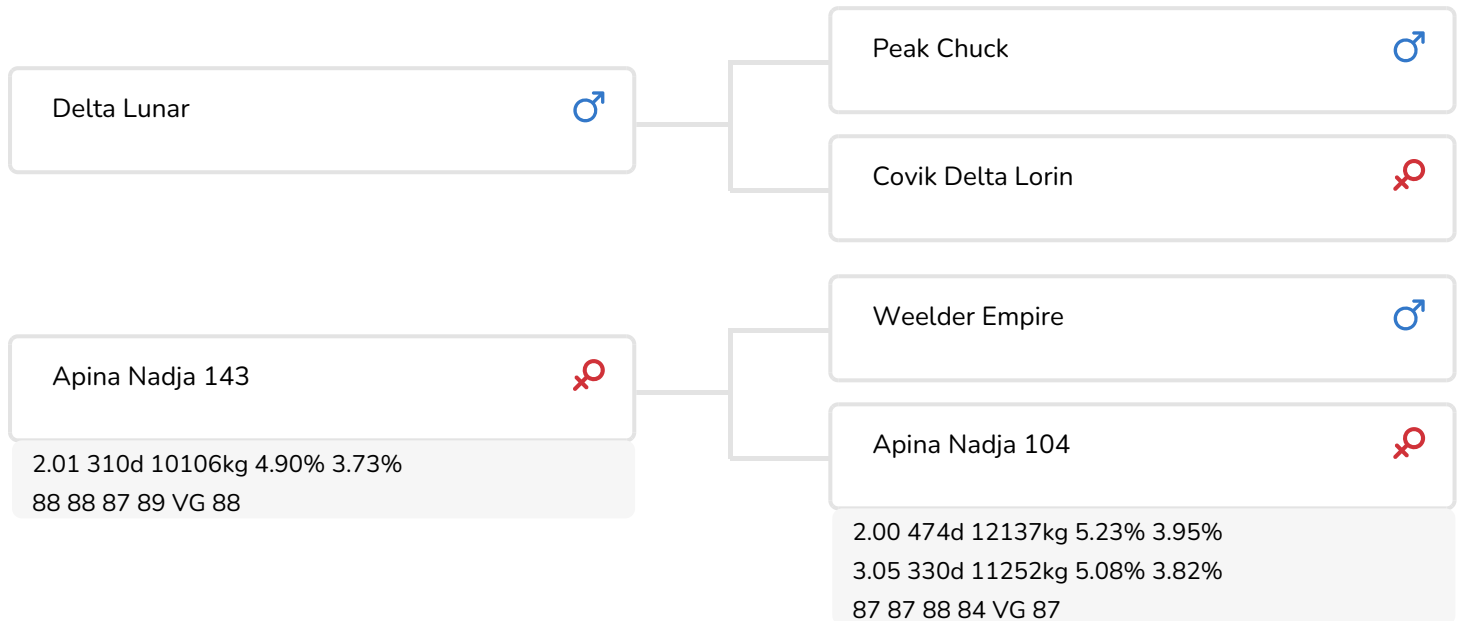 Peak Chuck
Delta Lunar
Covik Delta Lorin
Weelder Empire
Apina Nadja 143
2.01 310d 10106kg 4.90% 3.73%
88 88 87 89 VG 88
Apina Nadja 104
2.00 474d 12137kg 5.23% 3.95%
3.05 330d 11252kg 5.08% 3.82%
87 87 88 84 VG 87